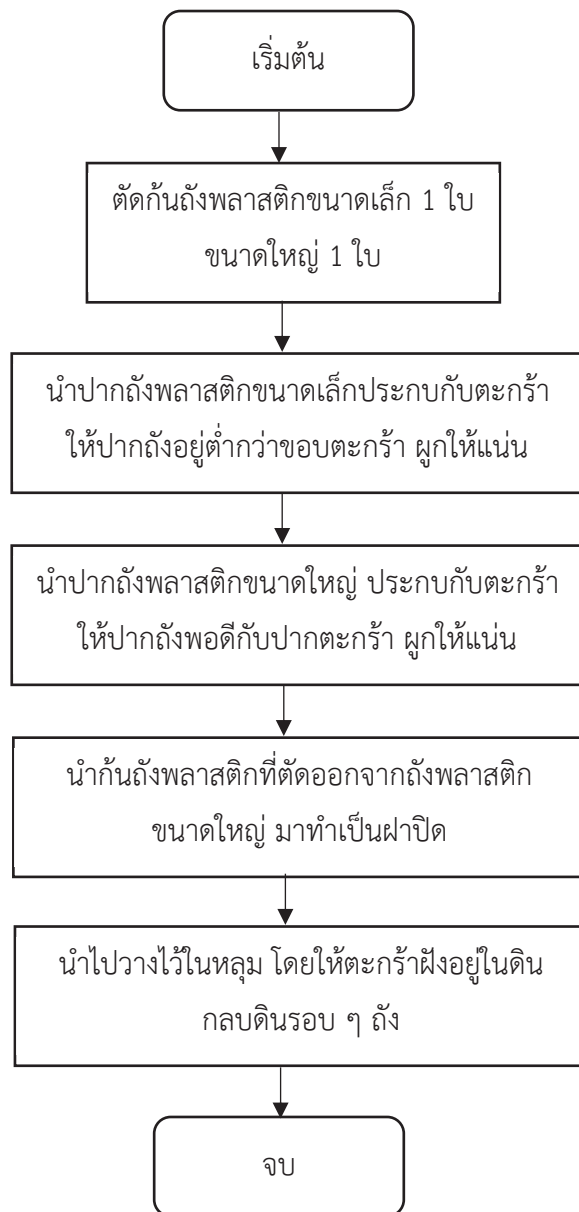 เริ่มต้น
ตัดก้นถังพลาสติกขนาดเล็ก 1 ใบ
ขนาดใหญ่ 1 ใบ
นำปากถังพลาสติกขนาดเล็กประกบกับตะกร้า
ให้ปากถังอยู่ต่ำกว่าขอบตะกร้า ผูกให้แน่น
นำปากถังพลาสติกขนาดใหญ่ ประกบกับตะกร้า
ให้ปากถังพอดีกับปากตะกร้า ผูกให้แน่น
นำก้นถังพลาสติกที่ตัดออกจากถังพลาสติก
ขนาดใหญ่ มาทำเป็นฝาปิด
นำไปวางไว้ในหลุม โดยให้ตะกร้าฝังอยู่ในดิน
กลบดินรอบ ๆ ถัง
จบ